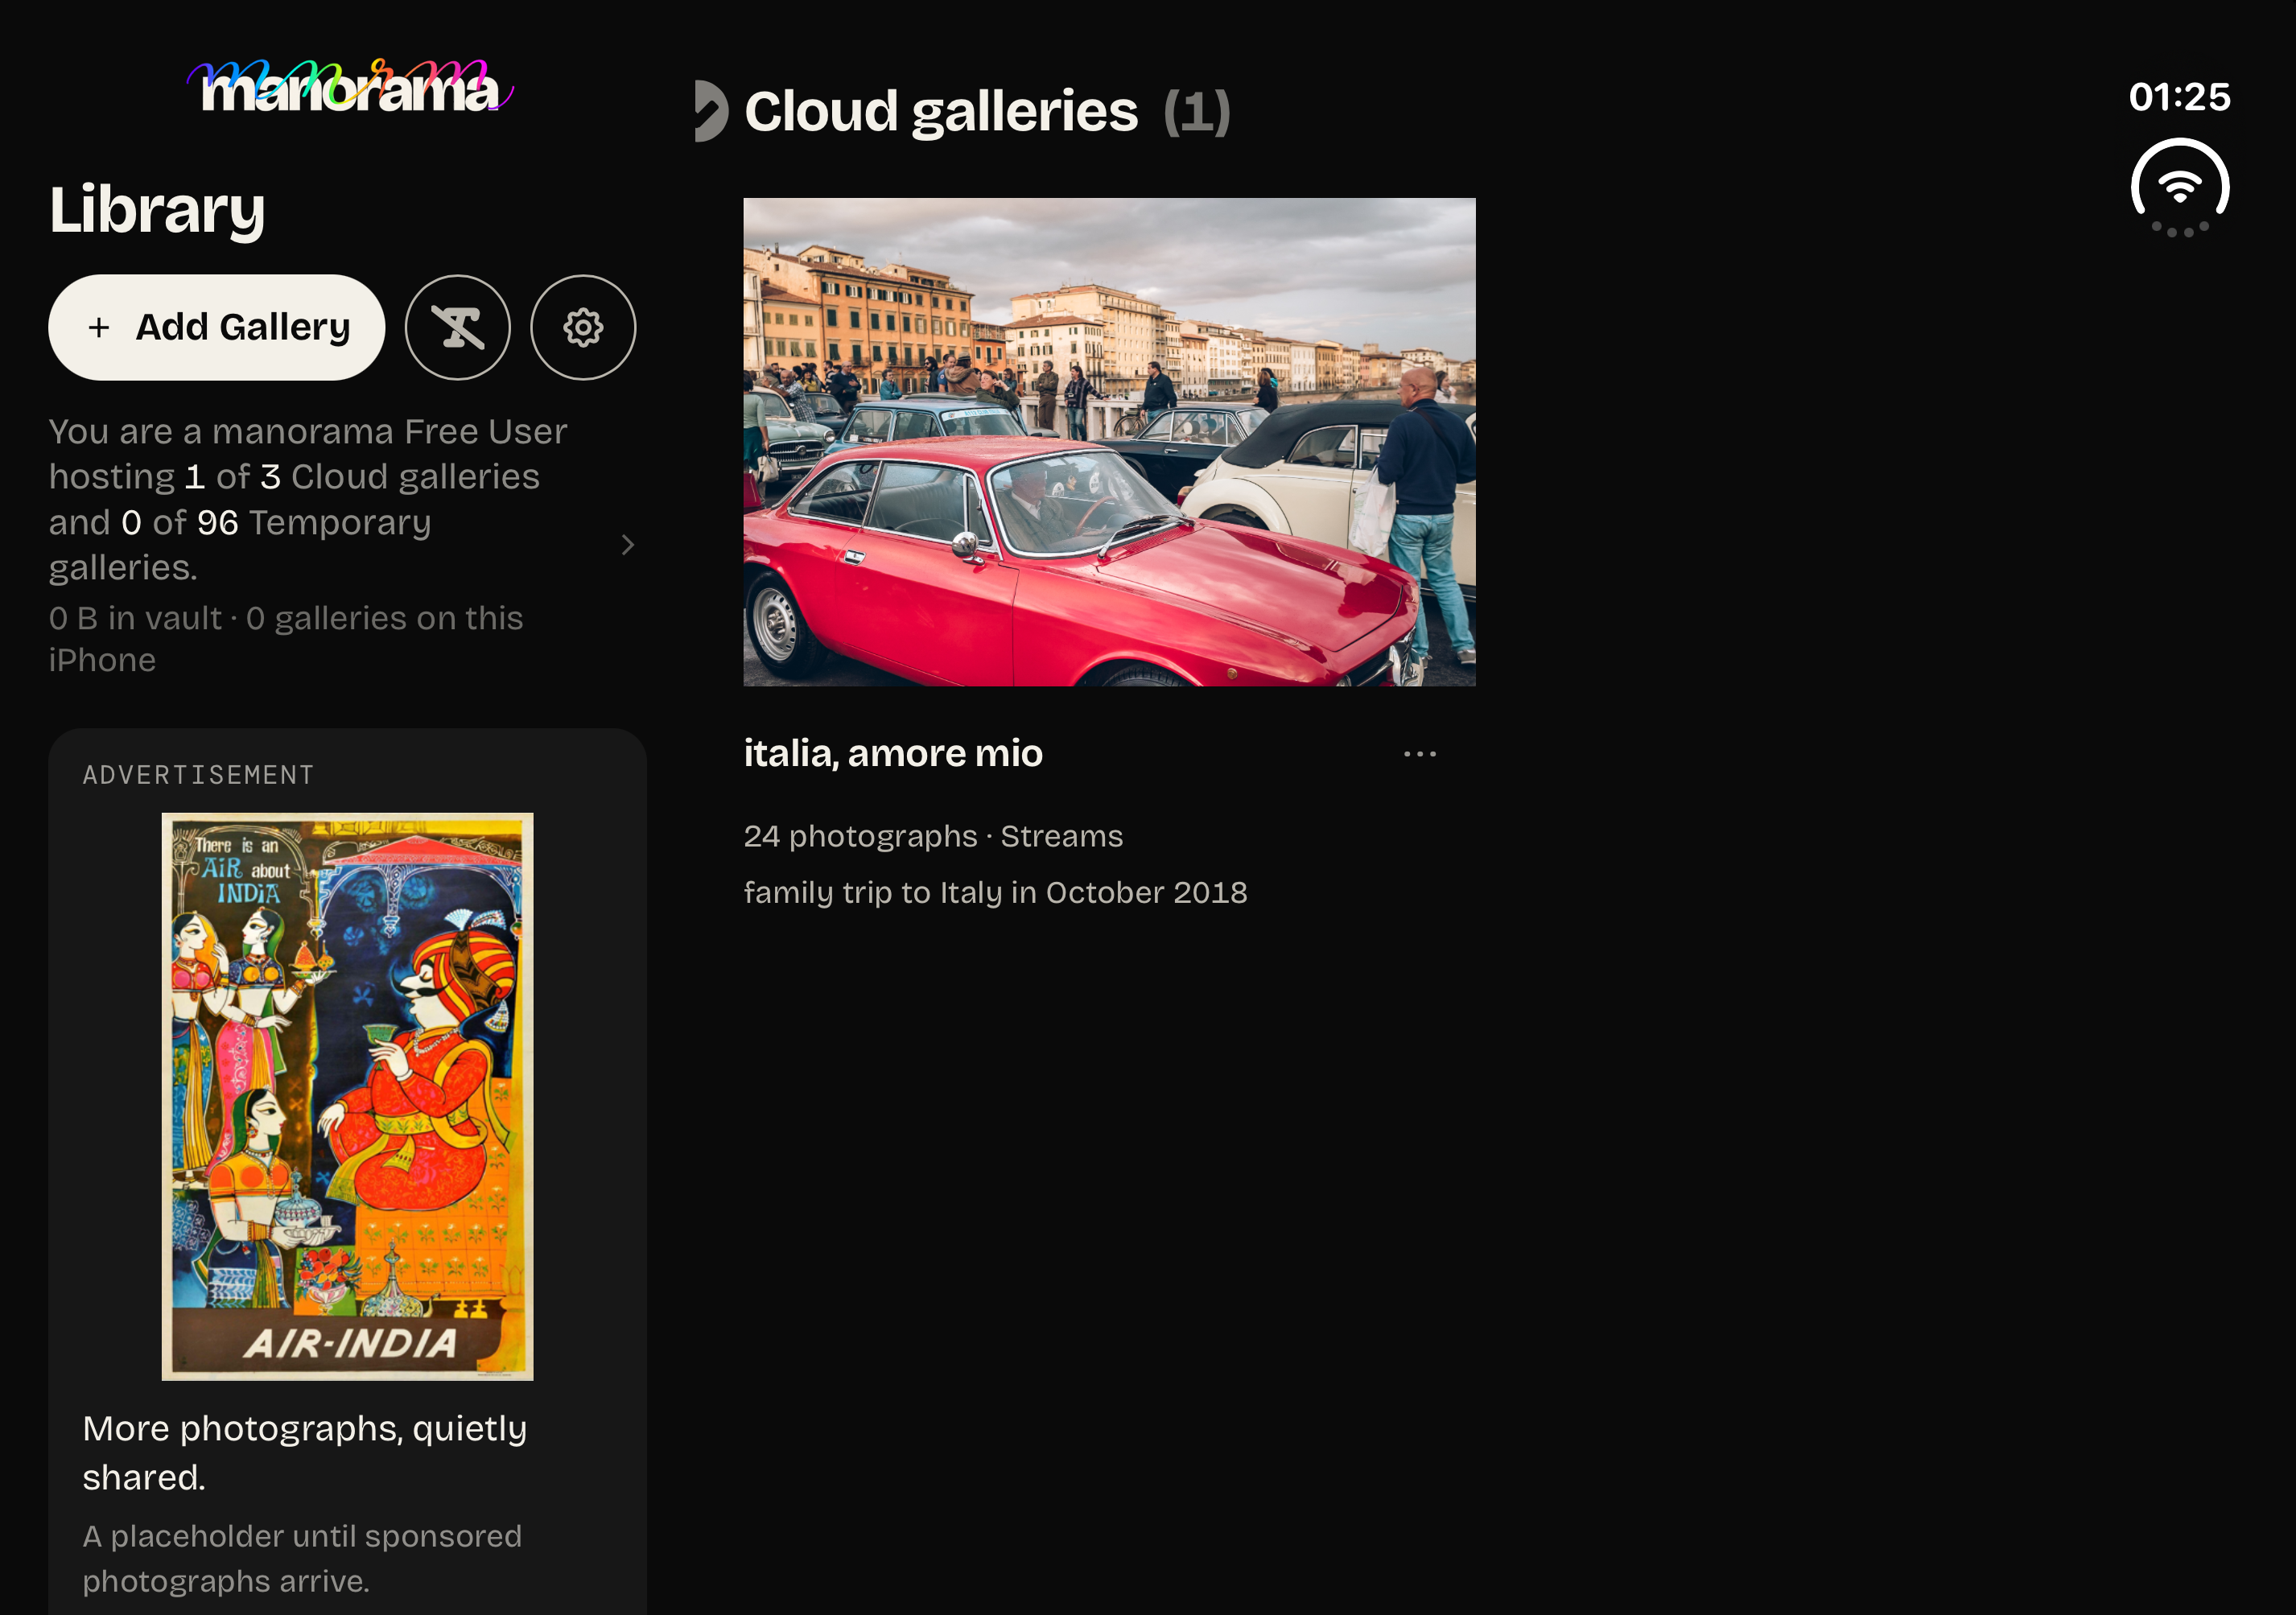 manorama
Library
+ Add Gallery
You are a manorama Free User
hosting 1 of 3 Cloud galleries
and 0 of 96 Temporary
galleries.
0 B in vault · 0 galleries on this
iPhone
ADVERTISEMENT
There is an
AIR about
INDIA
AIR-INDIA
More photographs, quietly
shared.
A placeholder until sponsored
photographs arrive.
Cloud galleries (1)
italia, amore mio
24 photographs · Streams
family trip to Italy in October 2018
01:25